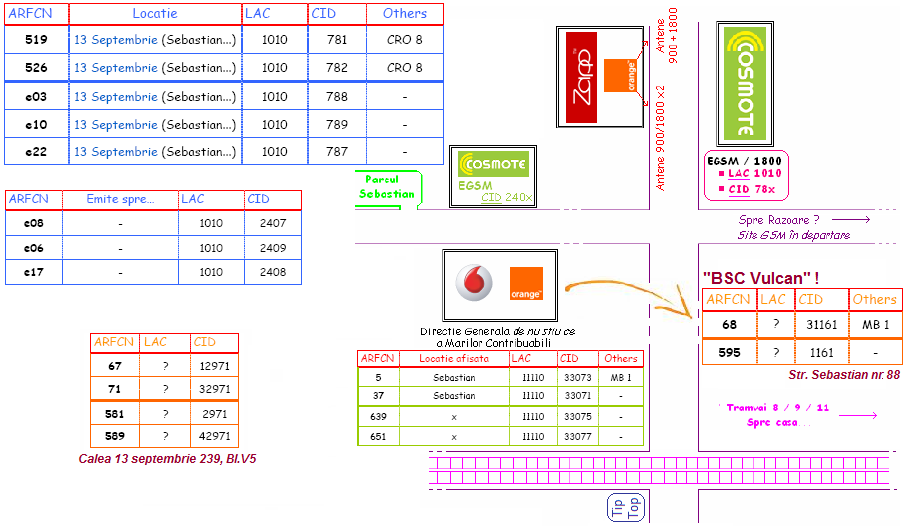 ARFCN Locatie LAC CID Others
519 13 Septembrie (Sebastian...) 1010 781 CRO 8
526 13 Septembrie (Sebastian...) 1010 782 CRO 8
e03 13 Septembrie (Sebastian...) 1010 788 -
e10 13 Septembrie (Sebastian...) 1010 789 -
e22 13 Septembrie (Sebastian...) 1010 787 -
Zapp
orange
Antene
900 + 1800
Antene 900/1800 x2
COSMOTE
EGSM / 1800
LAC 1010
CID 78x
COSMOTE
EGSM
CID 240x
Parcul
Sebastian
ARFCN Emite spre... LAC CID
e08 - 1010 2407
e06 - 1010 2409
e17 - 1010 2408
Spre Razoare ?
Site GSM în departare
orange
Directie Generala de nu stiu ce
a Marilor Contribuabili
"BSC Vulcan" !
ARFCN LAC CID Others
68 ? 31161 MB 1
595 ? 1161 -
Str. Sebastian nr 88
ARFCN LAC CID
67 ? 12971
71 ? 32971
581 ? 2971
589 ? 42971
Calea 13 septembrie 239, Bl.V5
ARFCN Locatie afisata LAC CID Others
5 Sebastian 11110 33073 MB 1
37 Sebastian 11110 33071 -
639 x 11110 33075 -
651 x 11110 33077 -
Tramvai 8 / 9 / 11
Spre casa...
Tip
Top